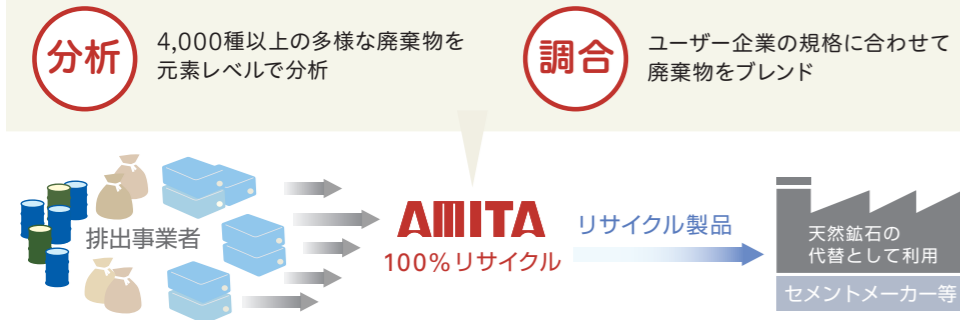 分析
4,000種以上の多様な廃棄物を
元素レベルで分析
調合
ユーザー企業の規格に合わせて
廃棄物をブレンド
排出事業者
AMITA
100%リサイクル
リサイクル製品
天然鉱石の
代替として利用
セメントメーカー等